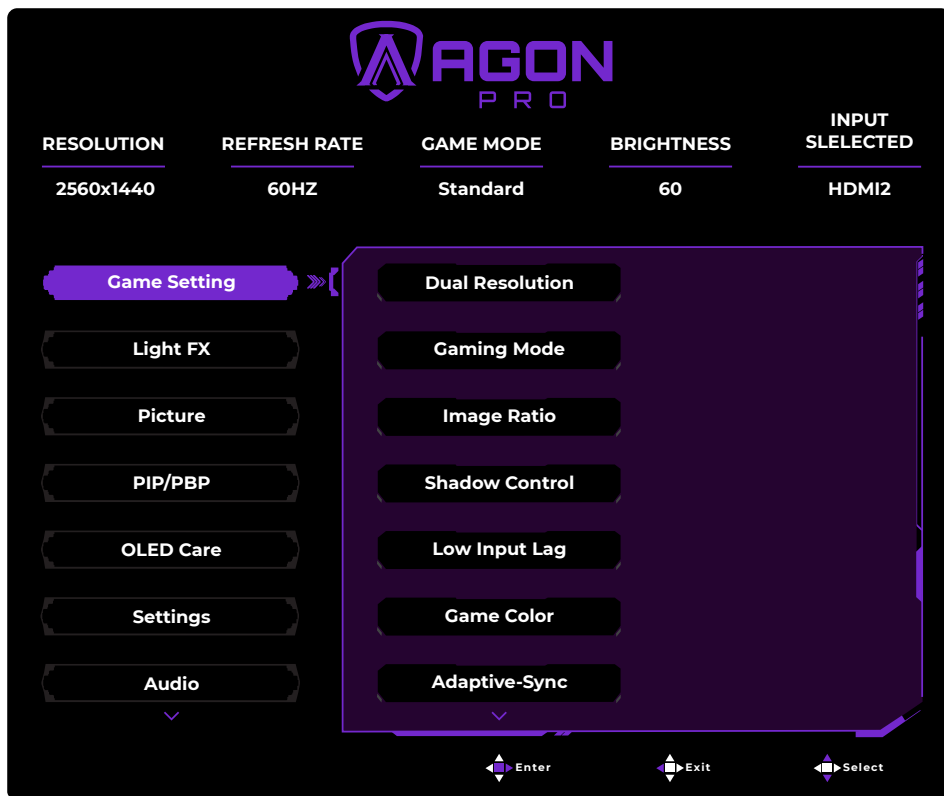 AGON
PRO
RESOLUTION
REFRESH RATE
GAME MODE
BRIGHTNESS
INPUT
SLELECTED
2560x1440
60HZ
Standard
60
HDMI2
Game Setting
Light FX
Picture
PIP/PBP
OLED Care
Settings
Audio
Dual Resolution
Gaming Mode
Image Ratio
Shadow Control
Low Input Lag
Game Color
Adaptive-Sync
Enter
Exit
Select